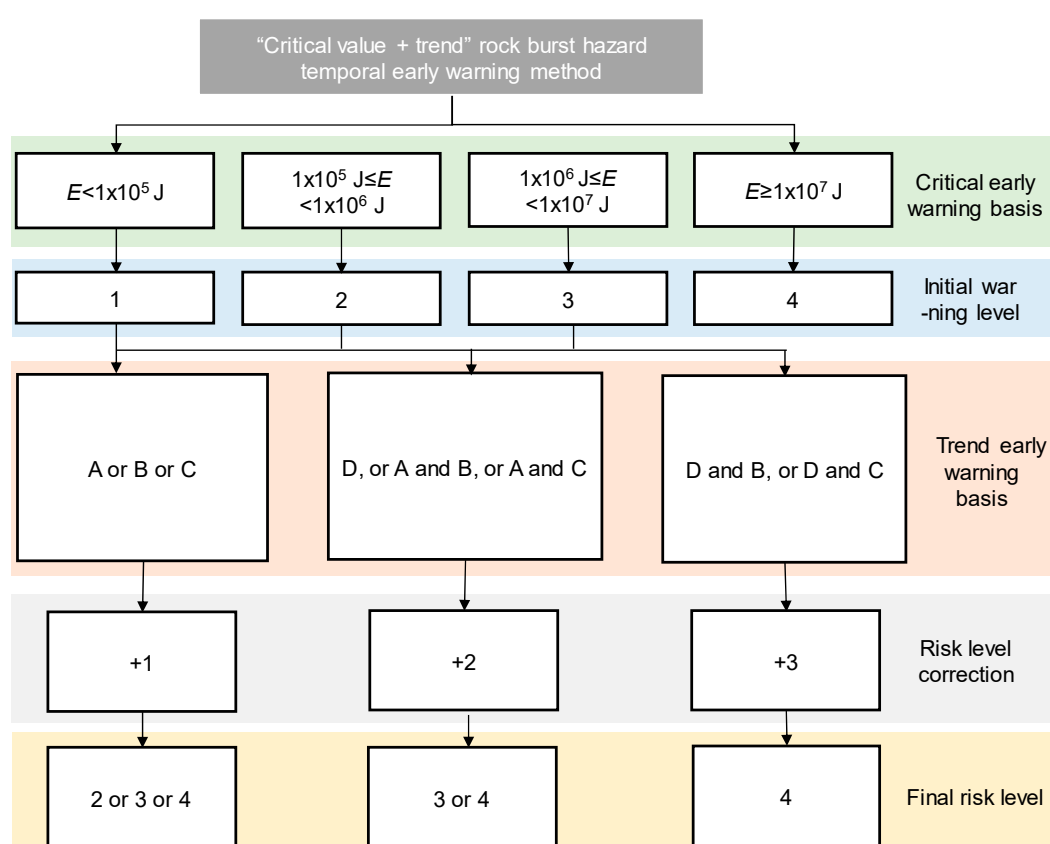 “Critical value + trend” rock burst hazard
temporal early warning method
E<1x10⁵ J
1x10⁵ J≤E
<1x10⁶ J
1x10⁶ J≤E
<1x10⁷ J
E≥1x10⁷ J
Critical early
warning basis
1
2
3
4
Initial war
-ning level
A or B or C
D, or A and B, or A and C
D and B, or D and C
Trend early
warning
basis
+1
+2
+3
Risk level
correction
2 or 3 or 4
3 or 4
4
Final risk level